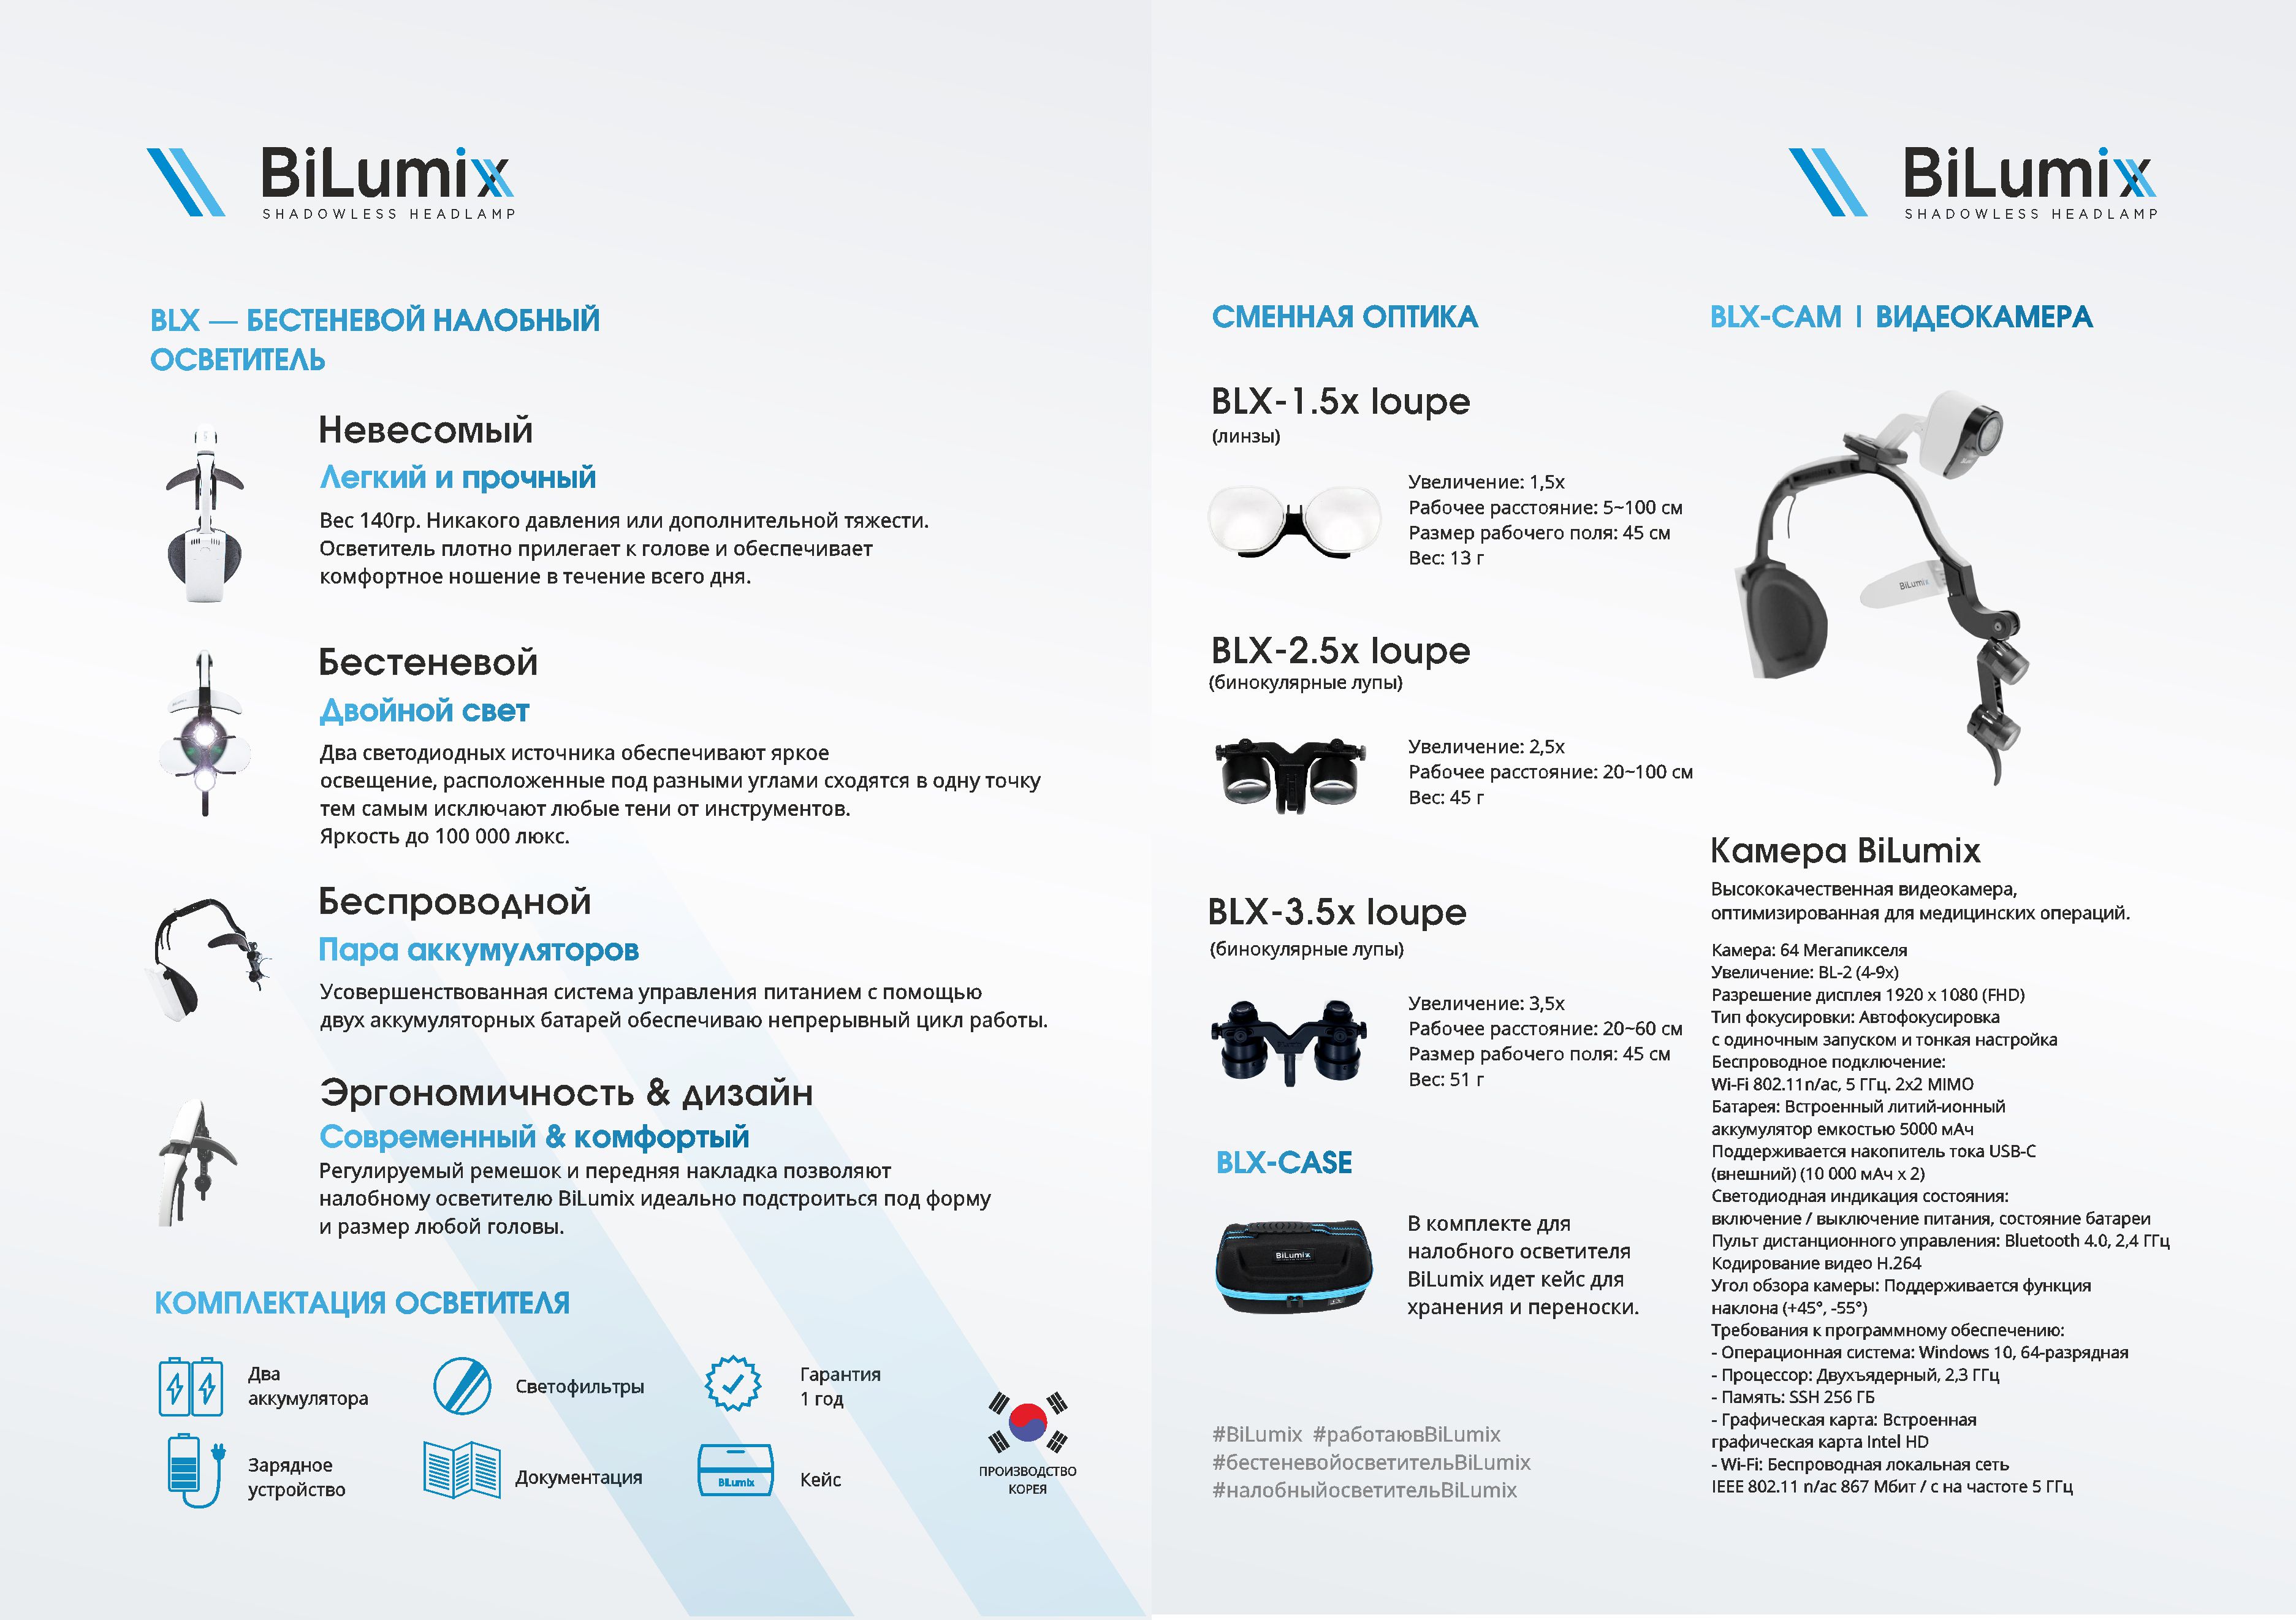 BiLumix
SHADOWLESS HEADLAMP
BLX — БЕСТЕНЕВОЙ НАЛОБНЫЙ
ОСВЕТИТЕЛЬ
Невесомый
Легкий и прочный
Вес 140гр. Никакого давления или дополнительной тяжести.
Осветитель плотно прилегает к голове и обеспечивает
комфортное ношение в течение всего дня.
Бестеневой
Двойной свет
Два светодиодных источника обеспечивают яркое
освещение, расположенные под разными углами сходятся в одну точку
тем самым исключают любые тени от инструментов.
Яркость до 100 000 люкс.
Беспроводной
Пара аккумуляторов
Усовершенствованная система управления питанием с помощью
двух аккумуляторных батарей обеспечиваю непрерывный цикл работы.
Эргономичность & дизайн
Современный & комфортый
Регулируемый ремешок и передняя накладка позволяют
налобному осветителю BiLumix идеально подстроиться под форму
и размер любой головы.
КОМПЛЕКТАЦИЯ ОСВЕТИТЕЛЯ
Два
аккумулятора
Светофильтры
Гарантия
1 год
Зарядное
устройство
Документация
BiLumix
Кейс
ПРОИЗВОДСТВО
КОРЕЯ
BiLumix
SHADOWLESS HEADLAMP
СМЕННАЯ ОПТИКА
BLX-1.5x loupe
(линзы)
Увеличение: 1,5x
Рабочее расстояние: 5~100 см
Размер рабочего поля: 45 см
Вес: 13 г
BLX-2.5x loupe
(бинокулярные лупы)
Увеличение: 2,5x
Рабочее расстояние: 20~100 см
Вес: 45 г
BLX-3.5x loupe
(бинокулярные лупы)
Увеличение: 3,5x
Рабочее расстояние: 20~60 см
Размер рабочего поля: 45 см
Вес: 51 г
BLX-CASE
BiLumix
В комплекте для
налобного осветителя
BiLumix идет кейс для
хранения и переноски.
#BiLumix #работаювBiLumix
#бестеневойосветительBiLumix
#налобныйосветительBiLumix
BLX-CAM | ВИДЕОКАМЕРА
BiLumix
Камера BiLumix
Высококачественная видеокамера,
оптимизированная для медицинских операций.
Камера: 64 Мегапикселя
Увеличение: BL-2 (4-9x)
Разрешение дисплея 1920 x 1080 (FHD)
Тип фокусировки: Автофокусировка
с одиночным запуском и тонкая настройка
Беспроводное подключение:
Wi-Fi 802.11n/ac, 5 ГГц. 2x2 MIMO
Батарея: Встроенный литий-ионный
аккумулятор емкостью 5000 мАч
Поддерживается накопитель тока USB-C
(внешний) (10 000 мАч x 2)
Светодиодная индикация состояния:
включение / выключение питания, состояние батареи
Пульт дистанционного управления: Bluetooth 4.0, 2,4 ГГц
Кодирование видео H.264
Угол обзора камеры: Поддерживается функция
наклона (+45°, -55°)
Требования к программному обеспечению:
- Операционная система: Windows 10, 64-разрядная
- Процессор: Двухъядерный, 2,3 ГГц
- Память: SSH 256 ГБ
- Графическая карта: Встроенная
графическая карта Intel HD
- Wi-Fi: Беспроводная локальная сеть
IEEE 802.11 n/ac 867 Мбит / с на частоте 5 ГГц